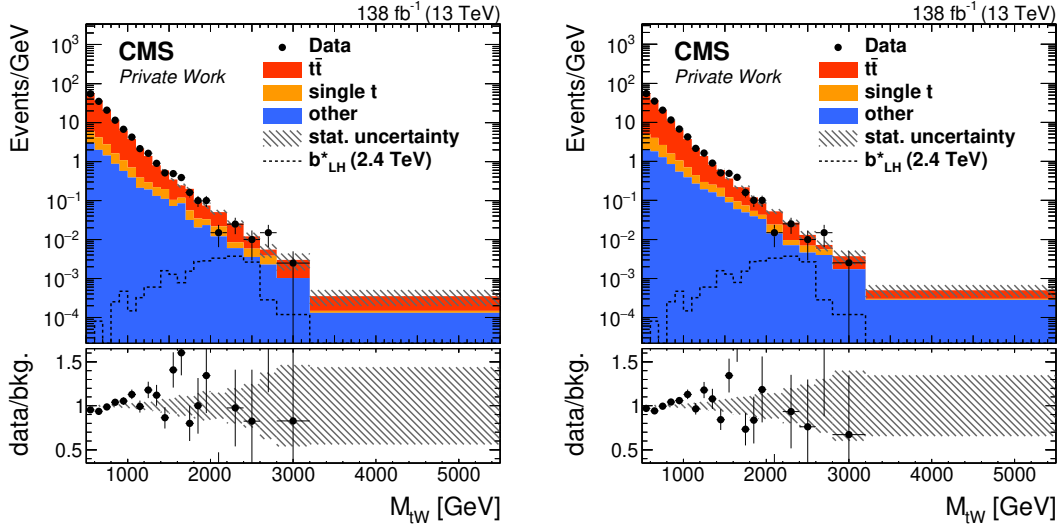 138 fb⁻¹ (13 TeV)
Events/GeV
10³
10²
10
1
10⁻¹
10⁻²
10⁻³
10⁻⁴
CMS
Private Work
Data
tt̄
single t
other
stat. uncertainty
b*LH (2.4 TeV)
data/bkg.
1.5
1
0.5
1000 2000 3000 4000 5000
MtW [GeV]
138 fb⁻¹ (13 TeV)
Events/GeV
10³
10²
10
1
10⁻¹
10⁻²
10⁻³
10⁻⁴
CMS
Private Work
Data
tt̄
single t
other
stat. uncertainty
b*LH (2.4 TeV)
data/bkg.
1.5
1
0.5
1000 2000 3000 4000 5000
MtW [GeV]